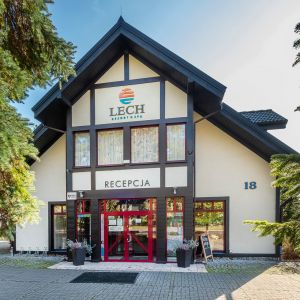 LECH
RESORT & SPA
RECEPCJA
18